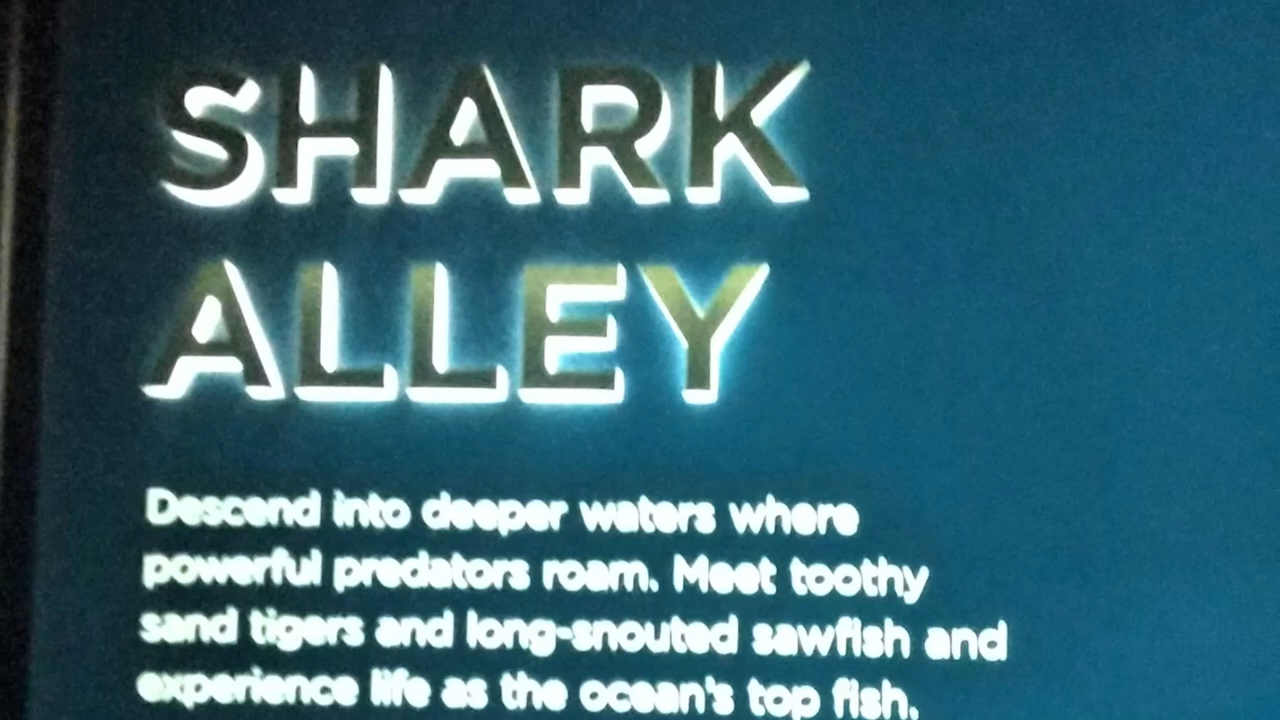 SHARK
ALLEY
Descend into deeper waters where
powerful predators roam. Meet toothy
sand tigers and long-snouted sawfish and
experience life as the ocean's top fish.